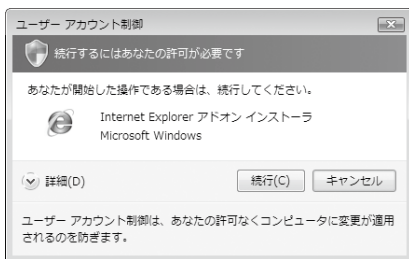 ユーザー アカウント制御
続行するにはあなたの許可が必要です
あなたが開始した操作である場合は、続行してください。
Internet Explorer アドオン インストーラ
Microsoft Windows
詳細(D)
続行(C)
キャンセル
ユーザー アカウント制御は、あなたの許可なくコンピュータに変更が適用
されるのを防ぎます。